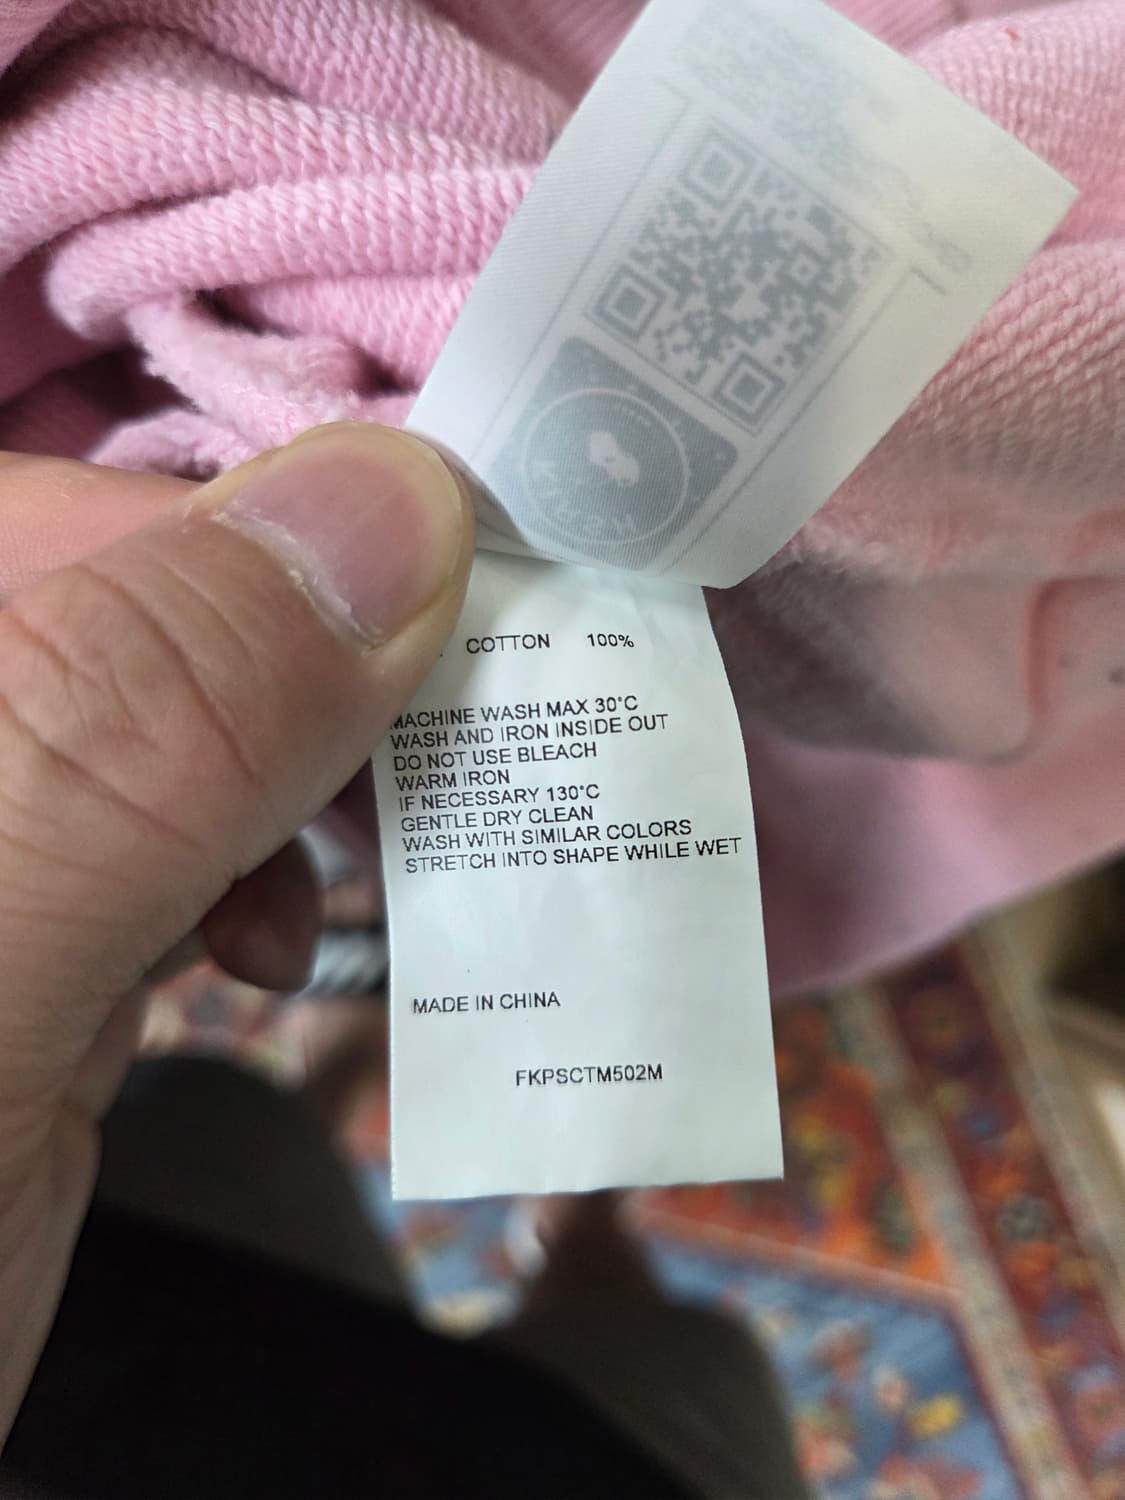 COTTON 100%
MACHINE WASH MAX 30°C
WASH AND IRON INSIDE OUT
DO NOT USE BLEACH
WARM IRON
IF NECESSARY 130°C
GENTLE DRY CLEAN
WASH WITH SIMILAR COLORS
STRETCH INTO SHAPE WHILE WET
MADE IN CHINA
FKPSCTM502M